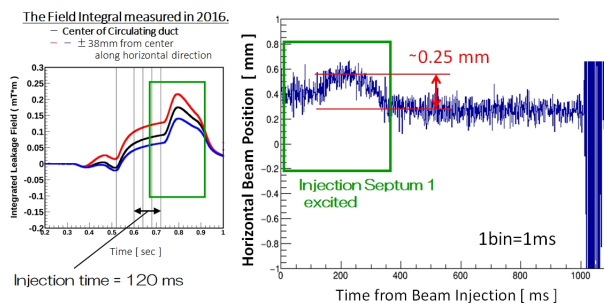 The Field Integral measured in 2016.
— Center of Circulating duct
— – ±38mm from center
along horizontal direction
Integrated Leakage Field ( mT*m )
0.3
0.25
0.2
0.15
0.1
0.05
0
-0.05
-0.1
-0.15
-0.2
0.2 0.3 0.4 0.5 0.6 0.7 0.8 0.9 1
Time [ sec ]
Injection time = 120 ms
Horizontal Beam Position [ mm ]
1
0.8
0.6
0.4
0.2
0
0.2
0.4
0.6
0.8
-1
~0.25 mm
Injection Septum 1
excited
1bin=1ms
0 200 400 600 800 1000
Time from Beam Injection [ ms ]